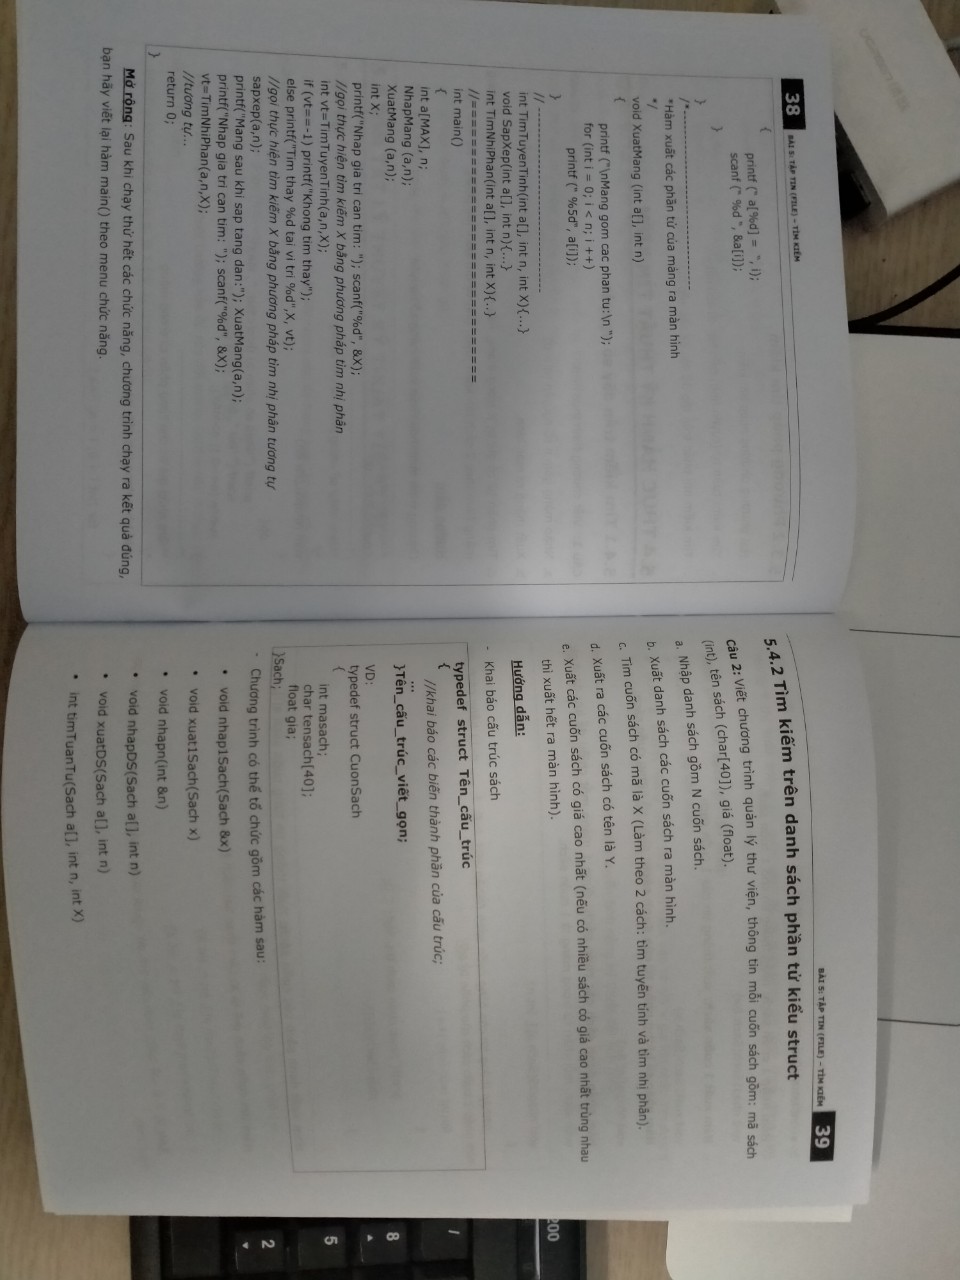 38
BÀI 5: TẬP TIN (FILE) – TÌM KIẾM
{
printf (" a[%d] = ", i);
scanf (" %d ", &a[i]);
}
}
/*----------------------------------------
*Hàm xuất các phần tử của mảng ra màn hình
*/
void XuatMang (int a[], int n)
{
printf ("\nMang gom cac phan tu:\n ");
for (int i = 0; i < n; i ++)
printf (" %5d", a[i]);
}
// ------------------------------------
int TimTuyenTinh(int a[], int n, int X){...}
void SapXep(int a[], int n){...}
int TimNhiPhan(int a[], int n, int X){...}
//==============================
int main()
{
int a[MAX], n;
NhapMang (a,n);
XuatMang (a,n);
int X;
printf("Nhap gia tri can tim: "); scanf("%d", &X);
//gọi thực hiện tìm kiếm X bằng phương pháp tìm nhị phân
int vt=TimTuyenTinh(a,n,X);
if (vt==-1) printf("Khong tim thay");
else printf("Tim thay %d tai vi tri %d",X, vt);
//gọi thực hiện tìm kiếm X bằng phương pháp tìm nhị phân tương tự
sapxep(a,n);
printf("Mang sau khi sap tang dan:"); XuatMang(a,n);
printf("Nhap gia tri can tim: "); scanf("%d", &X);
vt=TimNhiPhan(a,n,X);
//tương tự...
return 0;
}
Mở rộng: Sau khi chạy thử hết các chức năng, chương trình chạy ra kết quả đúng,
bạn hãy viết lại hàm main() theo menu chức năng.
BÀI 5: TẬP TIN (FILE) – TÌM KIẾM
39
5.4.2 Tìm kiếm trên danh sách phần tử kiểu struct
Câu 2: Viết chương trình quản lý thư viện, thông tin mỗi cuốn sách gồm: mã sách
(int), tên sách (char[40]), giá (float).
a. Nhập danh sách gồm N cuốn sách.
b. Xuất danh sách các cuốn sách ra màn hình.
c. Tìm cuốn sách có mã là X (Làm theo 2 cách: tìm tuyến tính và tìm nhị phân).
d. Xuất ra các cuốn sách có tên là Y.
e. Xuất các cuốn sách có giá cao nhất (nếu có nhiều sách có giá cao nhất trùng nhau
thì xuất hết ra màn hình).
Hướng dẫn:
- Khai báo cấu trúc sách
typedef struct Tên_cấu_trúc
{
//khai báo các biến thành phần của cấu trúc;
...
}Tên_cấu_trúc_viết_gọn;
VD:
typedef struct CuonSach
{
int masach;
char tensach[40];
float gia;
}Sach;
- Chương trình có thể tổ chức gồm các hàm sau:
• void nhap1Sach(Sach &x)
• void xuat1Sach(Sach x)
• void nhapn(int &n)
• void nhapDS(Sach a[], int n)
• void xuatDS(Sach a[], int n)
• int timTuanTu(Sach a[], int n, int X)
200
/
8
5
2